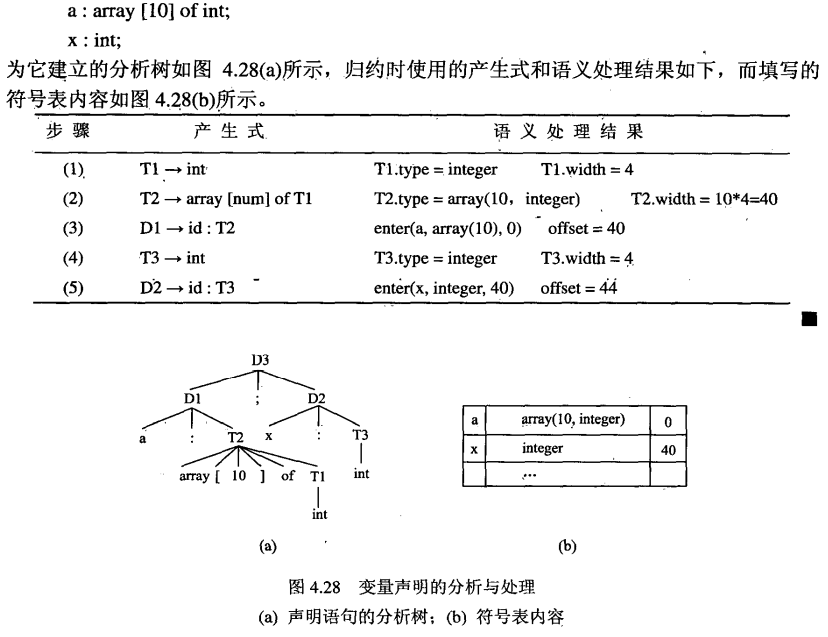 a : array [10] of int;
x : int;
为它建立的分析树如图 4.28(a)所示，归约时使用的产生式和语义处理结果如下，而填写的
符号表内容如图 4.28(b)所示。
步 骤 产 生 式 语 义 处 理 结 果
(1) T1 → int T1.type = integer T1.width = 4
(2) T2 → array [num] of T1 T2.type = array(10，integer) T2.width = 10*4=40
(3) D1 → id : T2 enter(a, array(10), 0) offset = 40
(4) T3 → int T3.type = integer T3.width = 4
(5) D2 → id : T3 enter(x, integer, 40) offset = 44
D3
D1 ; D2
a : T2 x : T3
array [ 10 ] of T1 int
int
a array(10, integer) 0
x integer 40
…
(a) (b)
图 4.28 变量声明的分析与处理
(a) 声明语句的分析树；(b) 符号表内容